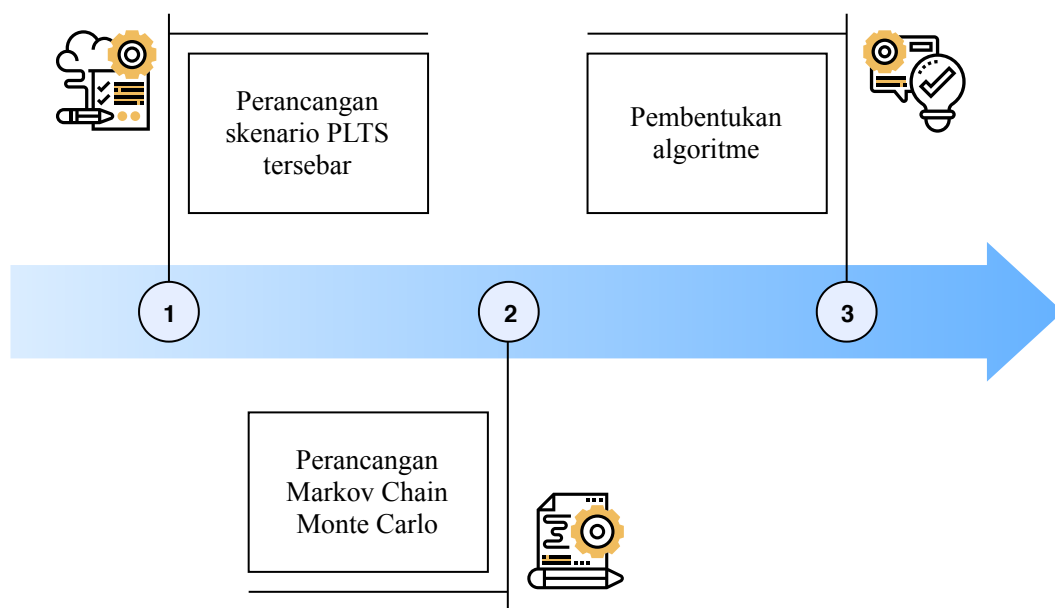 Perancangan
skenario PLTS
tersebar
Pembentukan
algoritme
1
2
3
Perancangan
Markov Chain
Monte Carlo